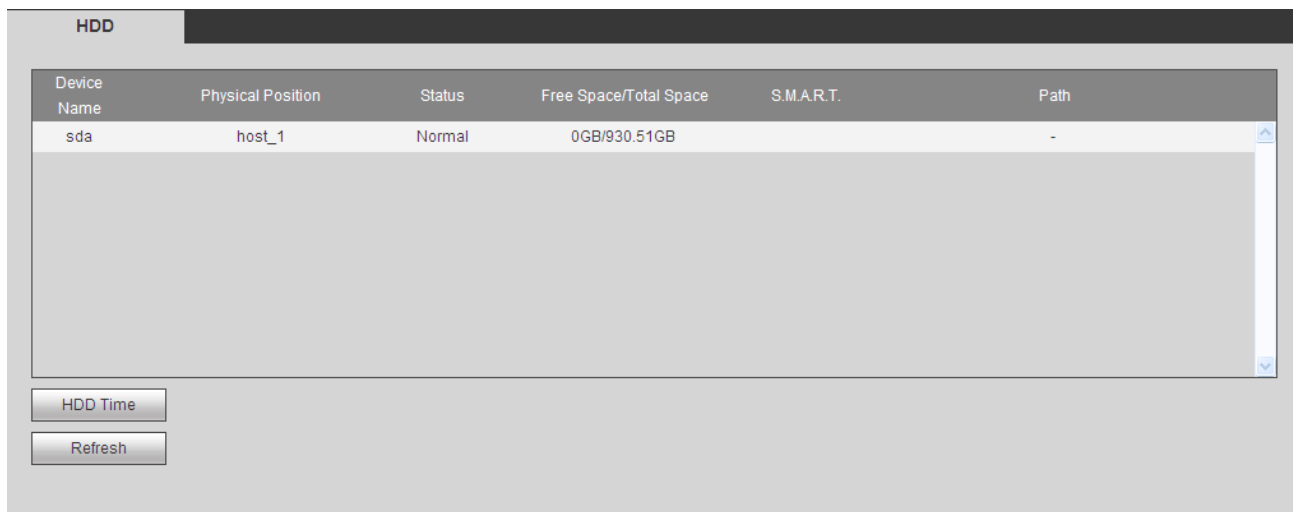 HDD
Device Name Physical Position Status Free Space/Total Space S.M.A.R.T. Path
sda host_1 Normal 0GB/930.51GB -
HDD Time
Refresh